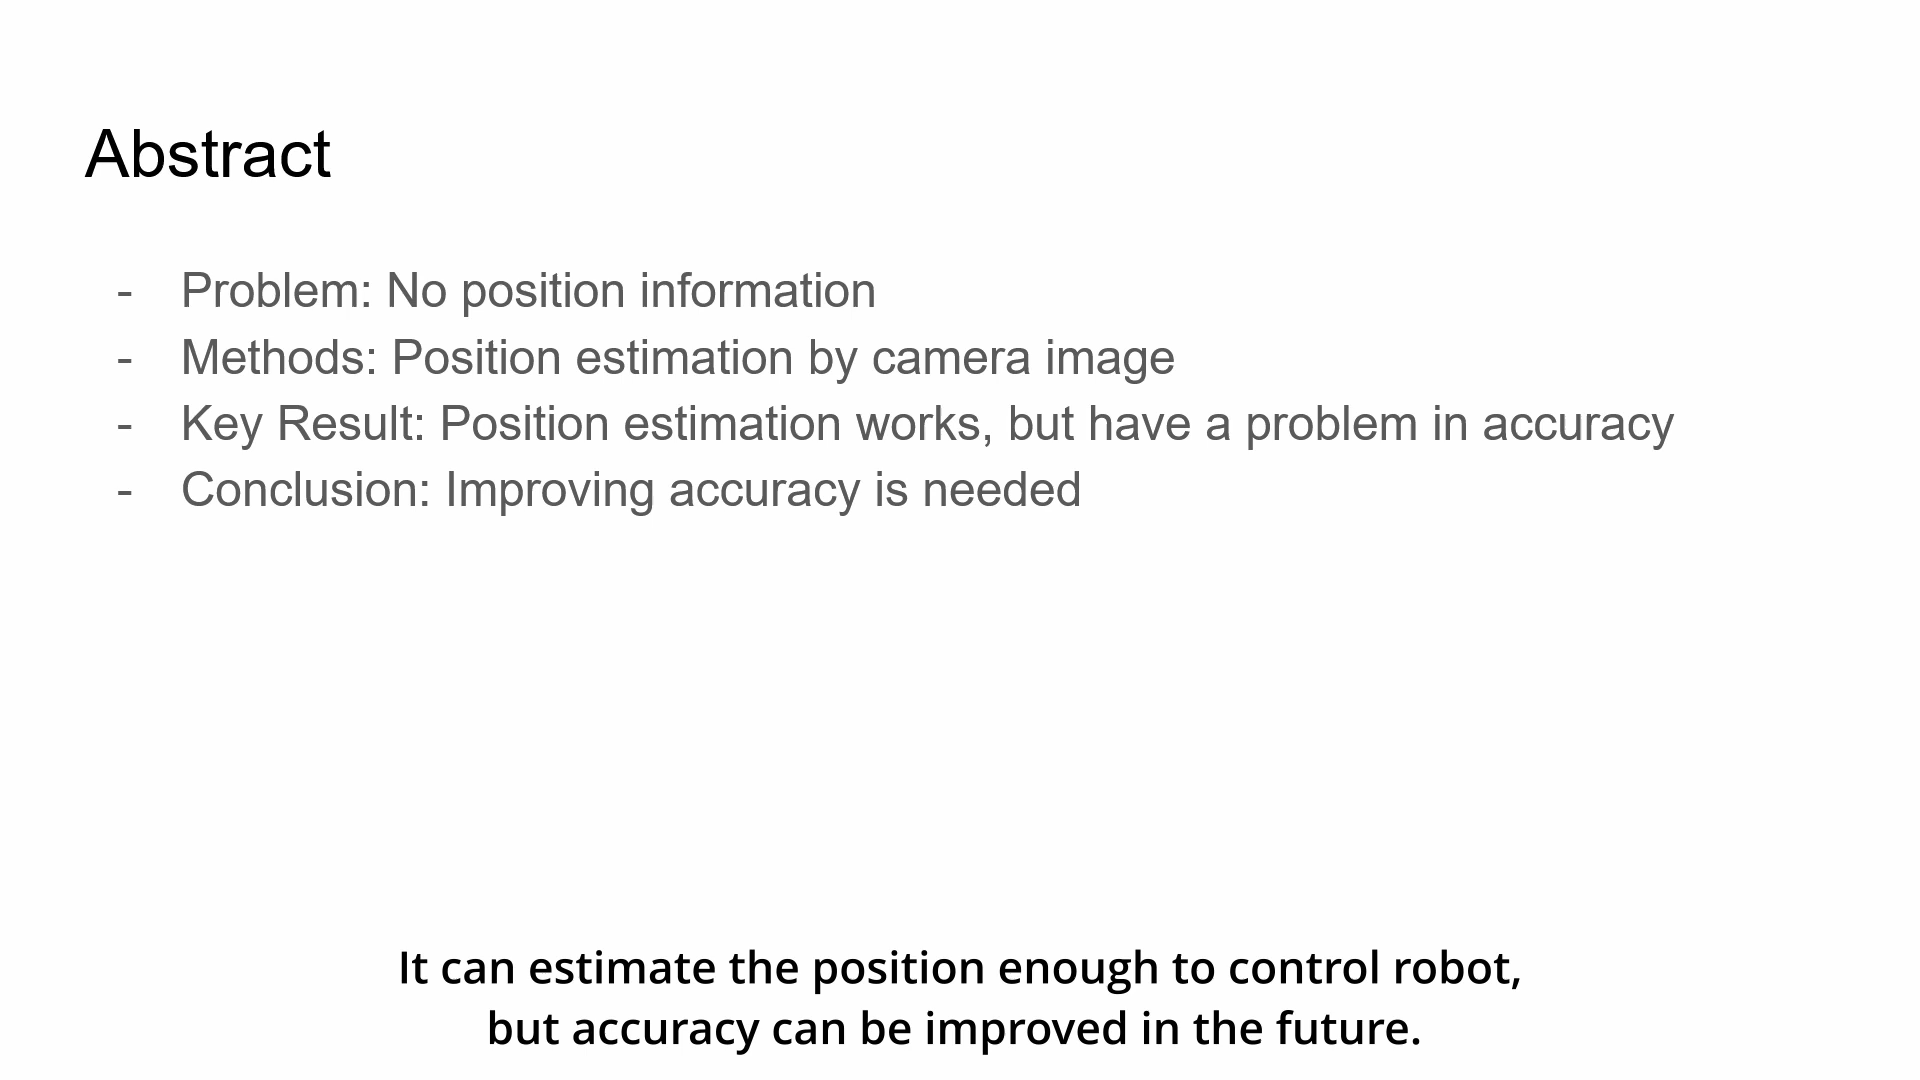 Abstract
- Problem: No position information
- Methods: Position estimation by camera image
- Key Result: Position estimation works, but have a problem in accuracy
- Conclusion: Improving accuracy is needed
It can estimate the position enough to control robot,
but accuracy can be improved in the future.